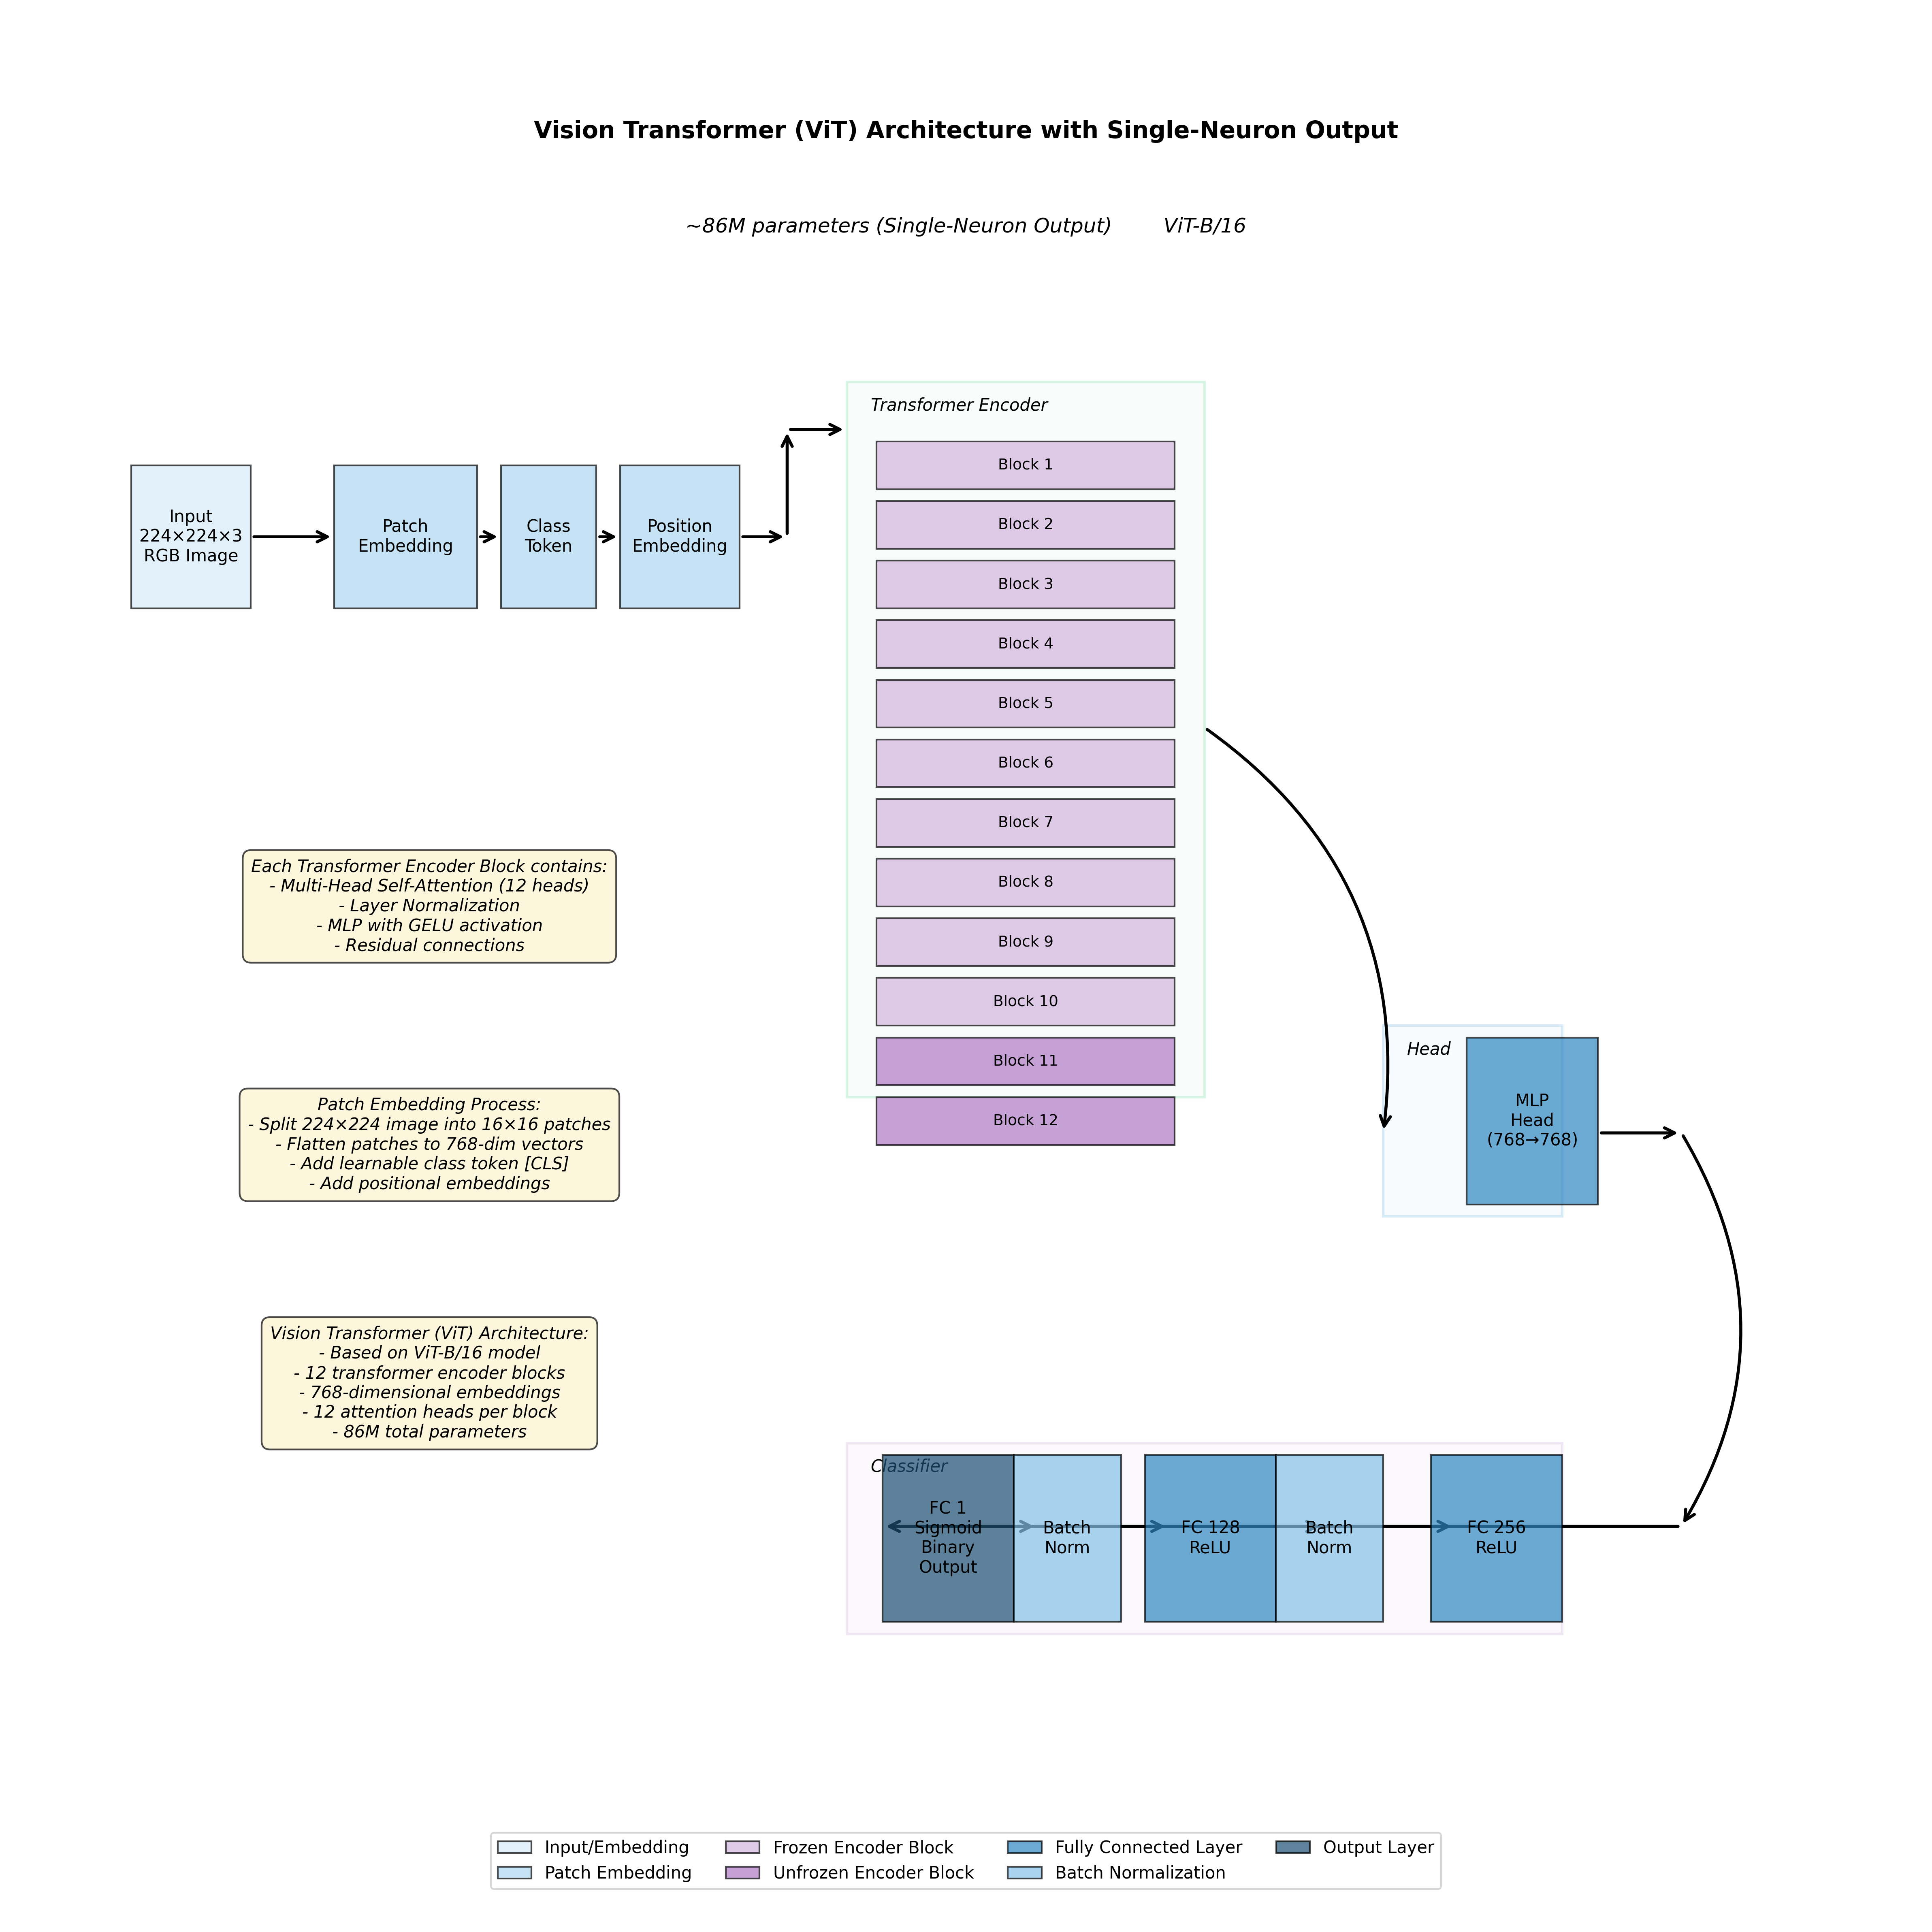 Vision Transformer (ViT) Architecture with Single-Neuron Output
~86M parameters (Single-Neuron Output) ViT-B/16
Input
224×224×3
RGB Image
Patch
Embedding
Class
Token
Position
Embedding
Transformer Encoder
Block 1
Block 2
Block 3
Block 4
Block 5
Block 6
Block 7
Block 8
Block 9
Block 10
Block 11
Block 12
Each Transformer Encoder Block contains:
- Multi-Head Self-Attention (12 heads)
- Layer Normalization
- MLP with GELU activation
- Residual connections
Patch Embedding Process:
- Split 224×224 image into 16×16 patches
- Flatten patches to 768-dim vectors
- Add learnable class token [CLS]
- Add positional embeddings
Vision Transformer (ViT) Architecture:
- Based on ViT-B/16 model
- 12 transformer encoder blocks
- 768-dimensional embeddings
- 12 attention heads per block
- 86M total parameters
Head
MLP
Head
(768→768)
Classifier
FC 1
Sigmoid
Binary
Output
Batch
Norm
FC 128
ReLU
Batch
Norm
FC 256
ReLU
Input/Embedding
Patch Embedding
Frozen Encoder Block
Unfrozen Encoder Block
Fully Connected Layer
Batch Normalization
Output Layer